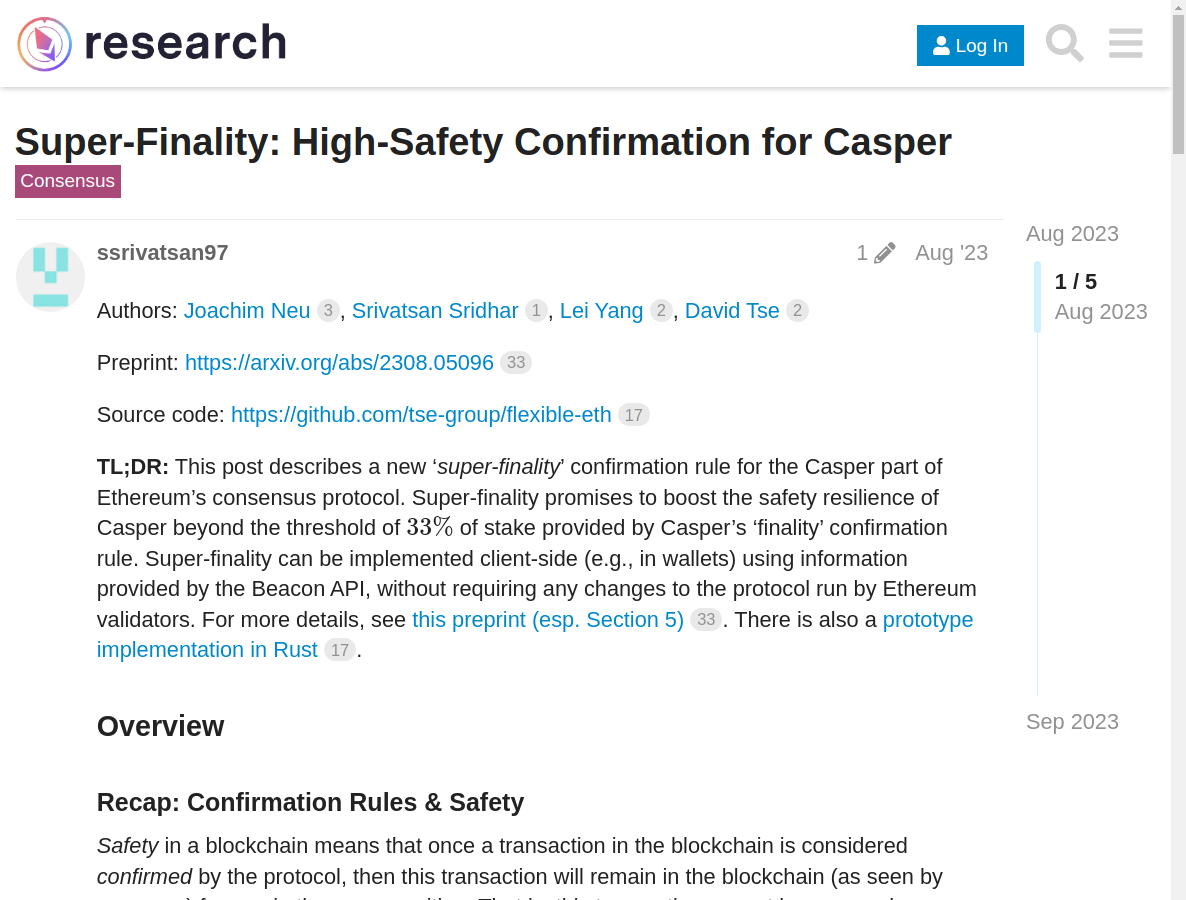 research
Log In
Super-Finality: High-Safety Confirmation for Casper
Consensus
Aug 2023
ssrivatsan97 1 Aug '23
1 / 5
Aug 2023
Authors: Joachim Neu 3 , Srivatsan Sridhar 1 , Lei Yang 2 , David Tse 2
Preprint: https://arxiv.org/abs/2308.05096 33
Source code: https://github.com/tse-group/flexible-eth 17
TL;DR: This post describes a new ‘super-finality’ confirmation rule for the Casper part of
Ethereum’s consensus protocol. Super-finality promises to boost the safety resilience of
Casper beyond the threshold of 33% of stake provided by Casper’s ‘finality’ confirmation
rule. Super-finality can be implemented client-side (e.g., in wallets) using information
provided by the Beacon API, without requiring any changes to the protocol run by Ethereum
validators. For more details, see this preprint (esp. Section 5) 33 . There is also a prototype
implementation in Rust 17 .
Overview
Sep 2023
Recap: Confirmation Rules & Safety
Safety in a blockchain means that once a transaction in the blockchain is considered
confirmed by the protocol, then this transaction will remain in the blockchain (as seen by